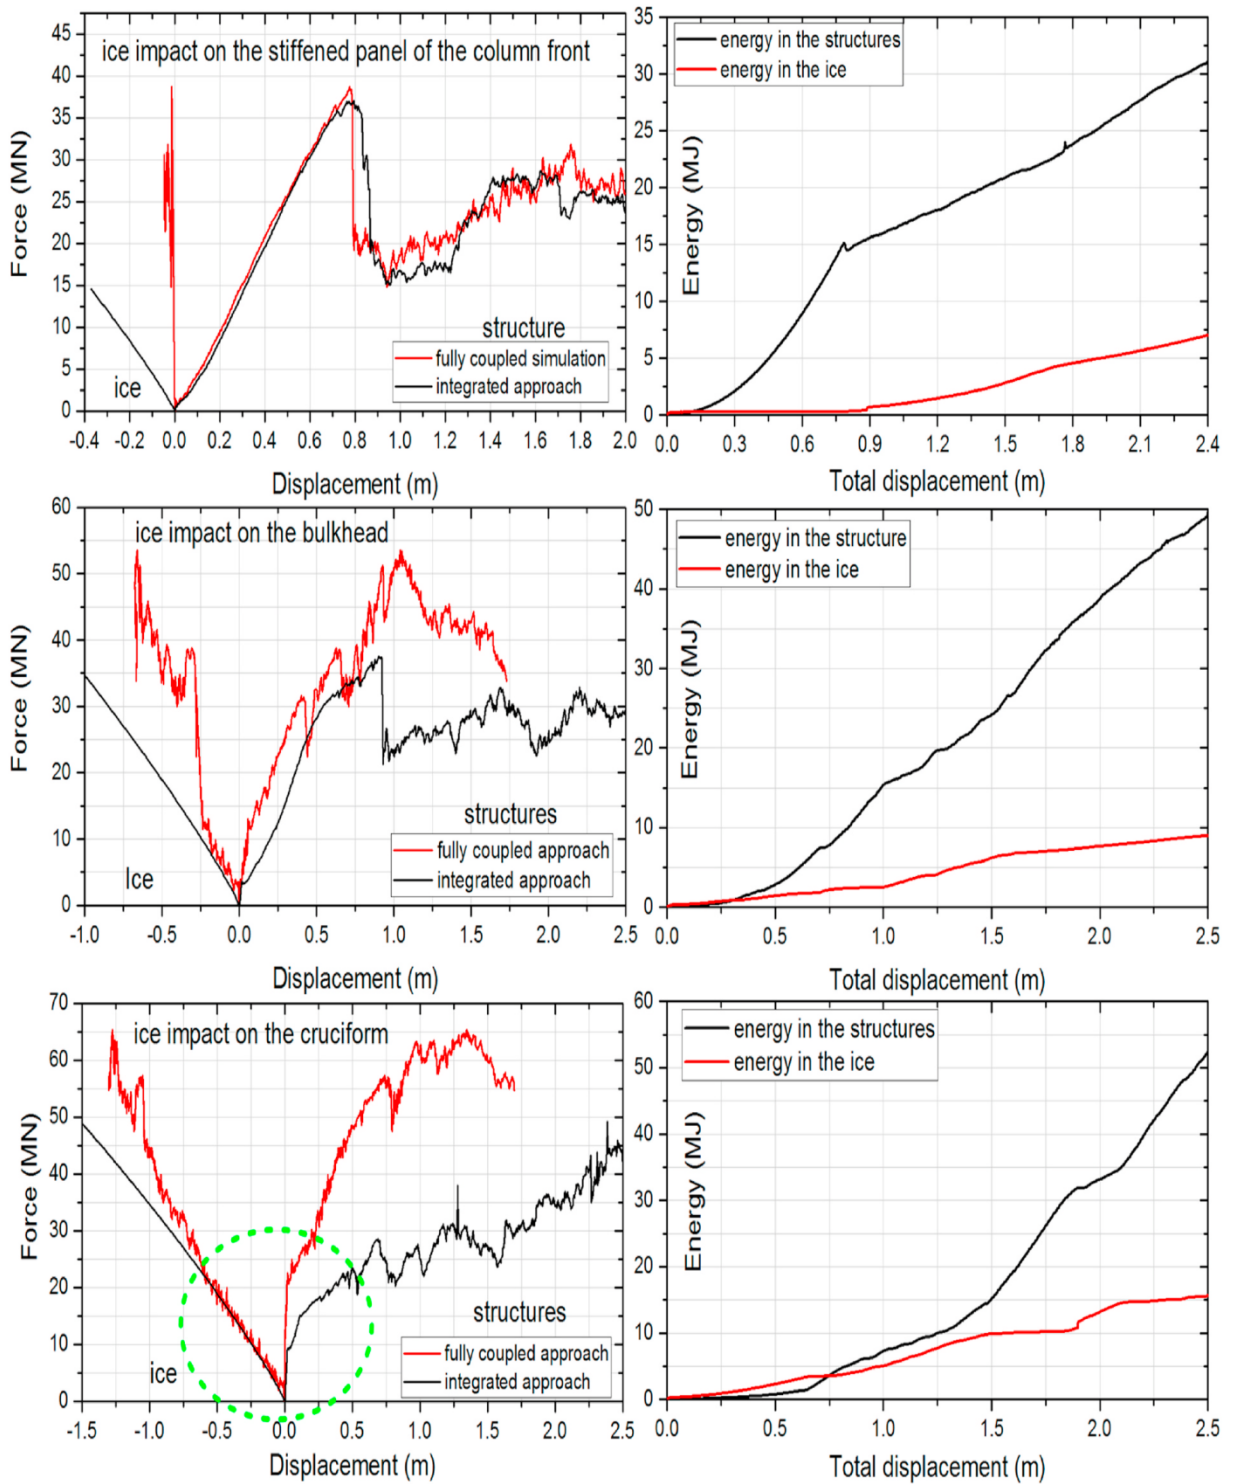 ice impact on the stiffened panel of the column front
Force (MN)
45
40
35
30
25
20
15
10
5
0
ice
structure
fully coupled simulation
integrated approach
-0.4 -0.2 0.0 0.2 0.4 0.6 0.8 1.0 1.2 1.4 1.6 1.8 2.0
Displacement (m)
energy in the structures
energy in the ice
Energy (MJ)
35
30
25
20
15
10
5
0
0.0 0.3 0.6 0.9 1.2 1.5 1.8 2.1 2.4
Total displacement (m)
ice impact on the bulkhead
Force (MN)
60
50
40
30
20
10
0
Ice
structures
fully coupled approach
integrated approach
-1.0 -0.5 0.0 0.5 1.0 1.5 2.0 2.5
Displacement (m)
energy in the structure
energy in the ice
Energy (MJ)
50
40
30
20
10
0
0.0 0.5 1.0 1.5 2.0 2.5
Total displacement (m)
ice impact on the cruciform
Force (MN)
70
60
50
40
30
20
10
0
ice
structures
fully coupled approach
integrated approach
-1.5 -1.0 -0.5 0.0 0.5 1.0 1.5 2.0 2.5
Displacement (m)
energy in the structures
energy in the ice
Energy (MJ)
60
50
40
30
20
10
0
0.0 0.5 1.0 1.5 2.0 2.5
Total displacement (m)